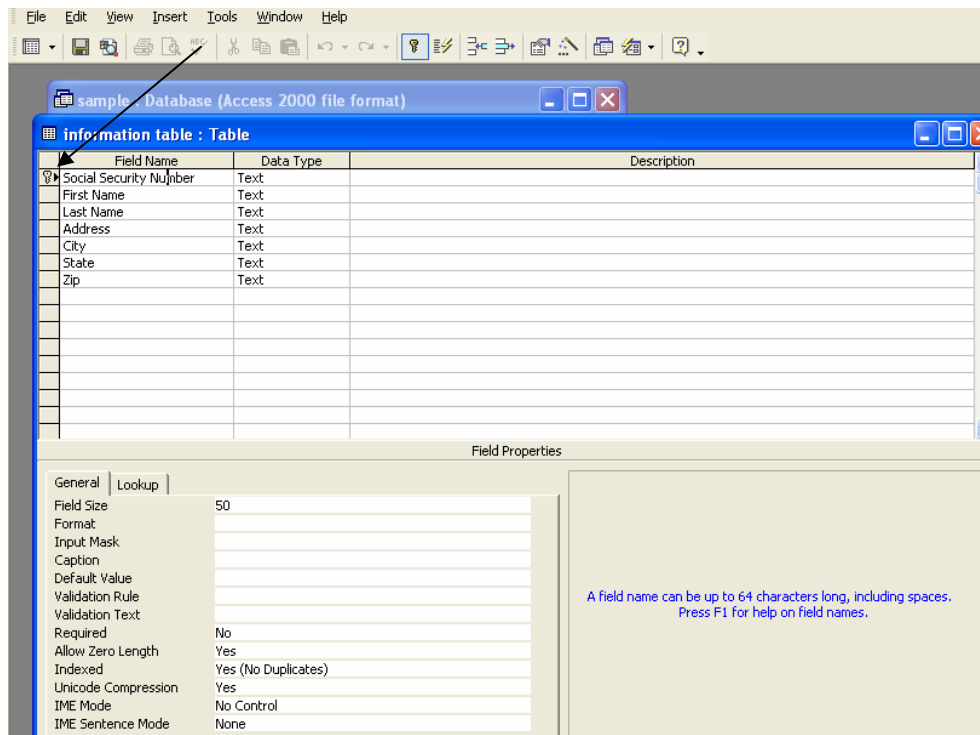 File Edit View Insert Tools Window Help
sample : Database (Access 2000 file format)
information table : Table
Field Name Data Type Description
Social Security Number Text
First Name Text
Last Name Text
Address Text
City Text
State Text
Zip Text
Field Properties
General Lookup
Field Size 50
Format
Input Mask
Caption
Default Value
Validation Rule
Validation Text
Required No
Allow Zero Length Yes
Indexed Yes (No Duplicates)
Unicode Compression Yes
IME Mode No Control
IME Sentence Mode None
A field name can be up to 64 characters long, including spaces.
Press F1 for help on field names.